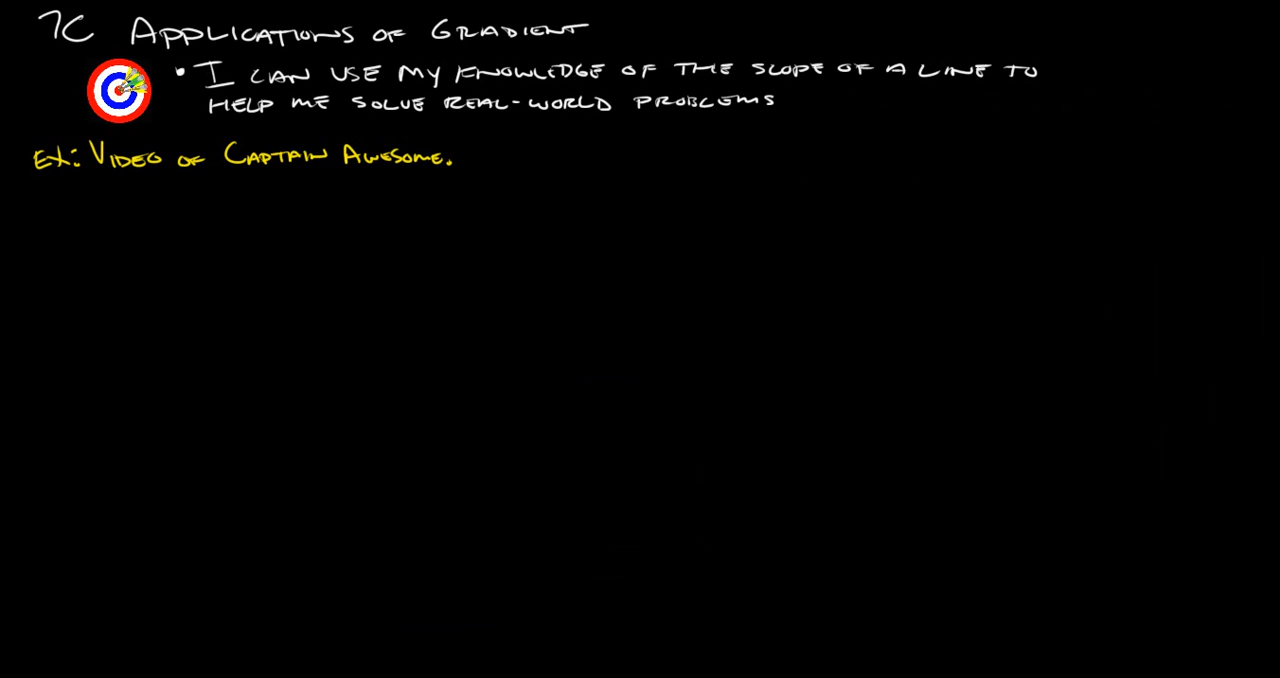 7C APPLICATIONS OF GRADIENT
• I CAN USE MY KNOWLEDGE OF THE SLOPE OF A LINE TO
HELP ME SOLVE REAL-WORLD PROBLEMS
EX: VIDEO OF CAPTAIN AWESOME.